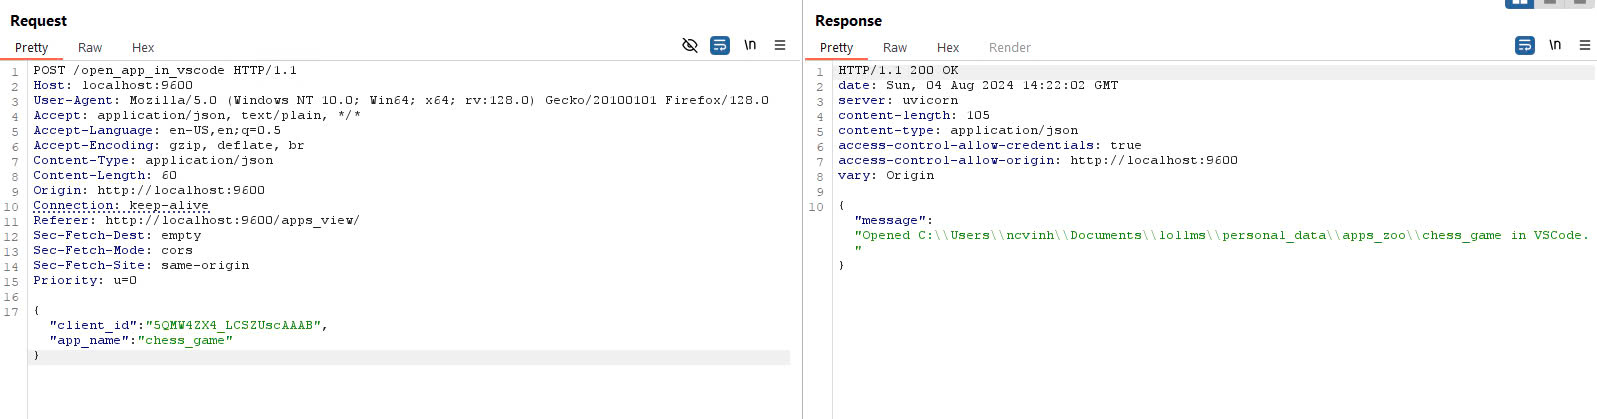 Request
Pretty Raw Hex \n
1 POST /open_app_in_vscode HTTP/1.1
2 Host: localhost:9600
3 User-Agent: Mozilla/5.0 (Windows NT 10.0; Win64; x64; rv:128.0) Gecko/20100101 Firefox/128.0
4 Accept: application/json, text/plain, */*
5 Accept-Language: en-US,en;q=0.5
6 Accept-Encoding: gzip, deflate, br
7 Content-Type: application/json
8 Content-Length: 60
9 Origin: http://localhost:9600
10 Connection: keep-alive
11 Referer: http://localhost:9600/apps_view/
12 Sec-Fetch-Dest: empty
13 Sec-Fetch-Mode: cors
14 Sec-Fetch-Site: same-origin
15 Priority: u=0
16
17 {
"client_id":"5QMW4ZX4_LCSZUscAAAB",
"app_name":"chess_game"
}
Response
Pretty Raw Hex Render \n
1 HTTP/1.1 200 OK
2 date: Sun, 04 Aug 2024 14:22:02 GMT
3 server: uvicorn
4 content-length: 105
5 content-type: application/json
6 access-control-allow-credentials: true
7 access-control-allow-origin: http://localhost:9600
8 vary: Origin
9
10 {
"message":
"Opened C:\\Users\\ncvinh\\Documents\\lollms\\personal_data\\apps_zoo\\chess_game in VSCode.
"
}